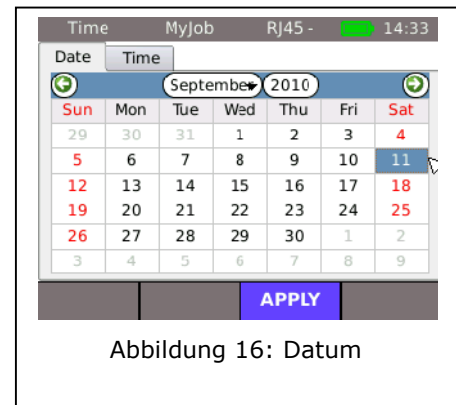 Time MyJob RJ45 - 14:33
Date Time
September 2010
Sun Mon Tue Wed Thu Fri Sat
29 30 31 1 2 3 4
5 6 7 8 9 10 11
12 13 14 15 16 17 18
19 20 21 22 23 24 25
26 27 28 29 30 1 2
3 4 5 6 7 8 9
APPLY
Abbildung 16: Datum